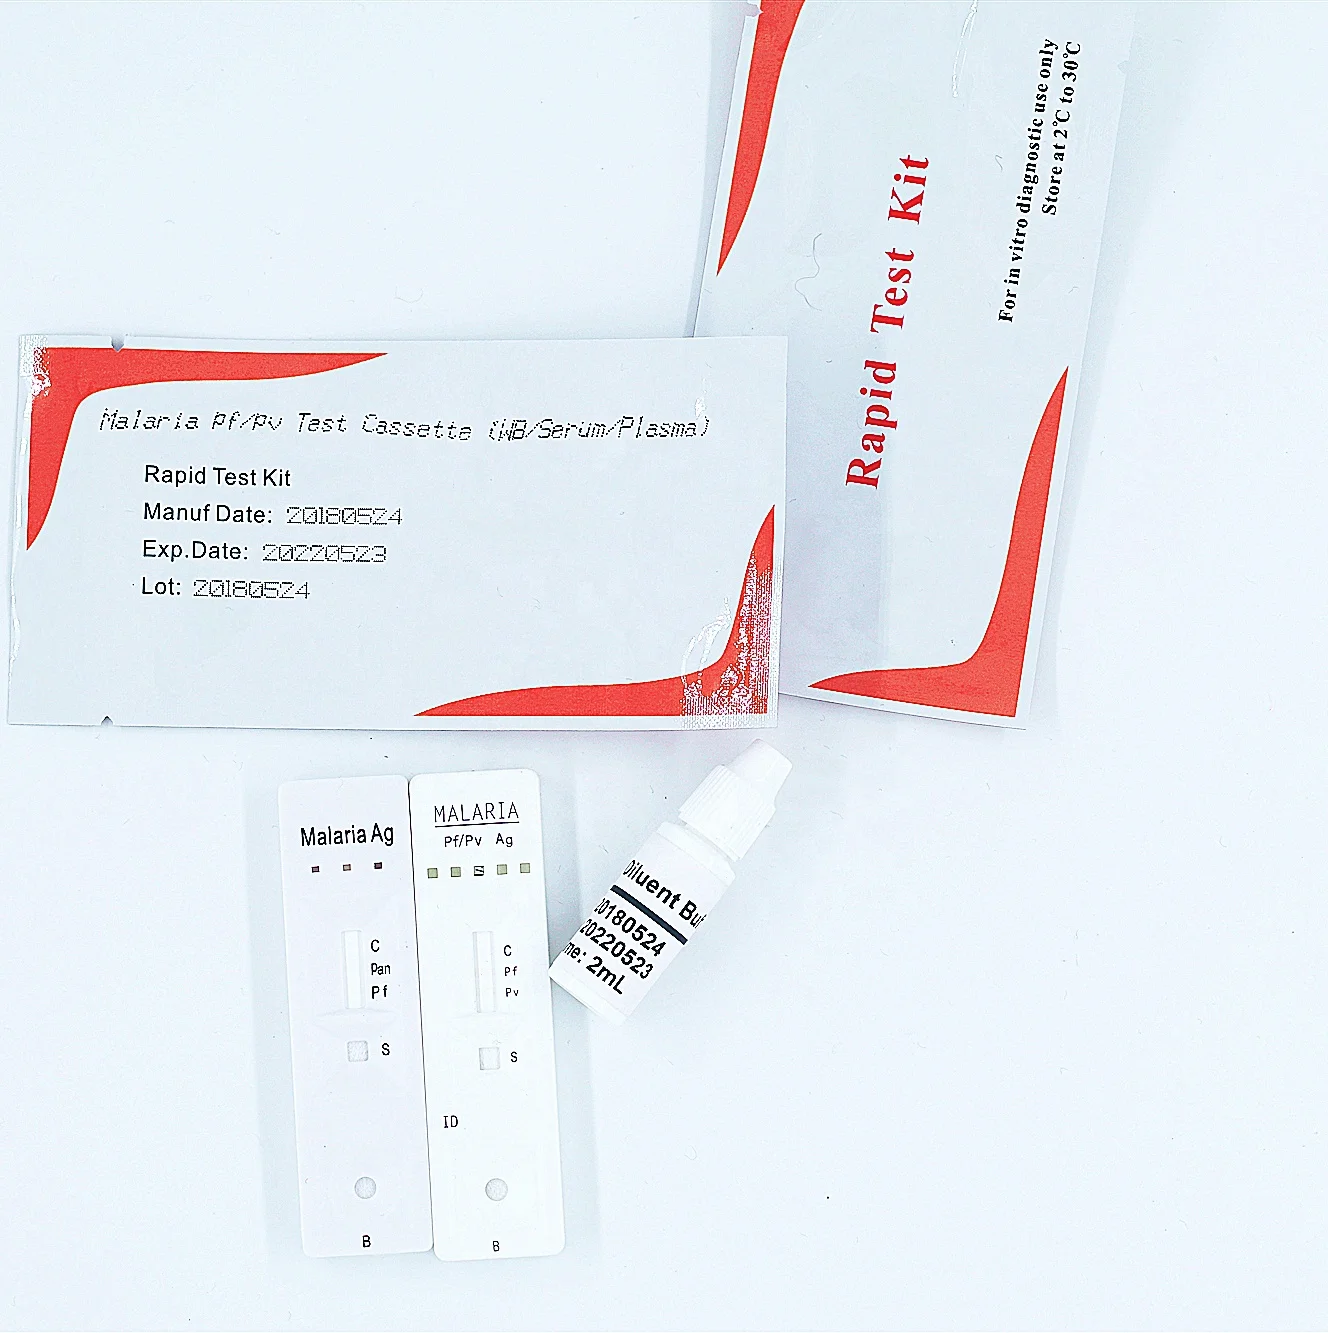 Rapid Test Kit
For in vitro diagnostic use only
Store at 2℃ to 30℃
Malaria Pf/Pv Test Cassette (WB/Serum/Plasma)
Rapid Test Kit
Manuf Date: 20180524
Exp.Date: 20220523
Lot: 20180524
Malaria Ag
C
Pan
Pf
S
B
MALARIA
Pf/Pv Ag
C
Pf
Pv
S
ID
B
Diluent
20180524
20220523
2mL